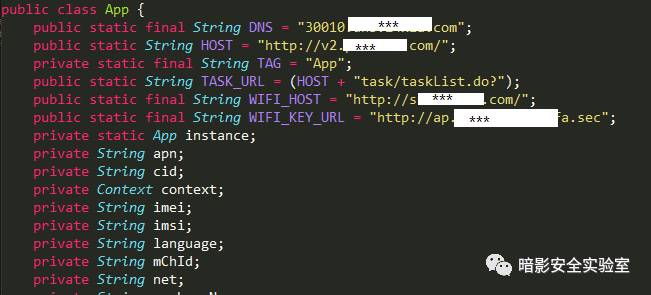 public class App {
public static final String DNS = "30010. *** com";
public static String HOST = "http://v2. *** com/";
private static final String TAG = "App";
public static String TASK_URL = (HOST + "task/taskList.do?");
public static final String WIFI_HOST = "http://s *** .com/";
public static final String WIFI_KEY_URL = "http://ap. *** fa.sec";
private static App instance;
private String apn;
private String cid;
private Context context;
private String imei;
private String imsi;
private String language;
private String mChId;
private String net;
private String
暗影安全实验室